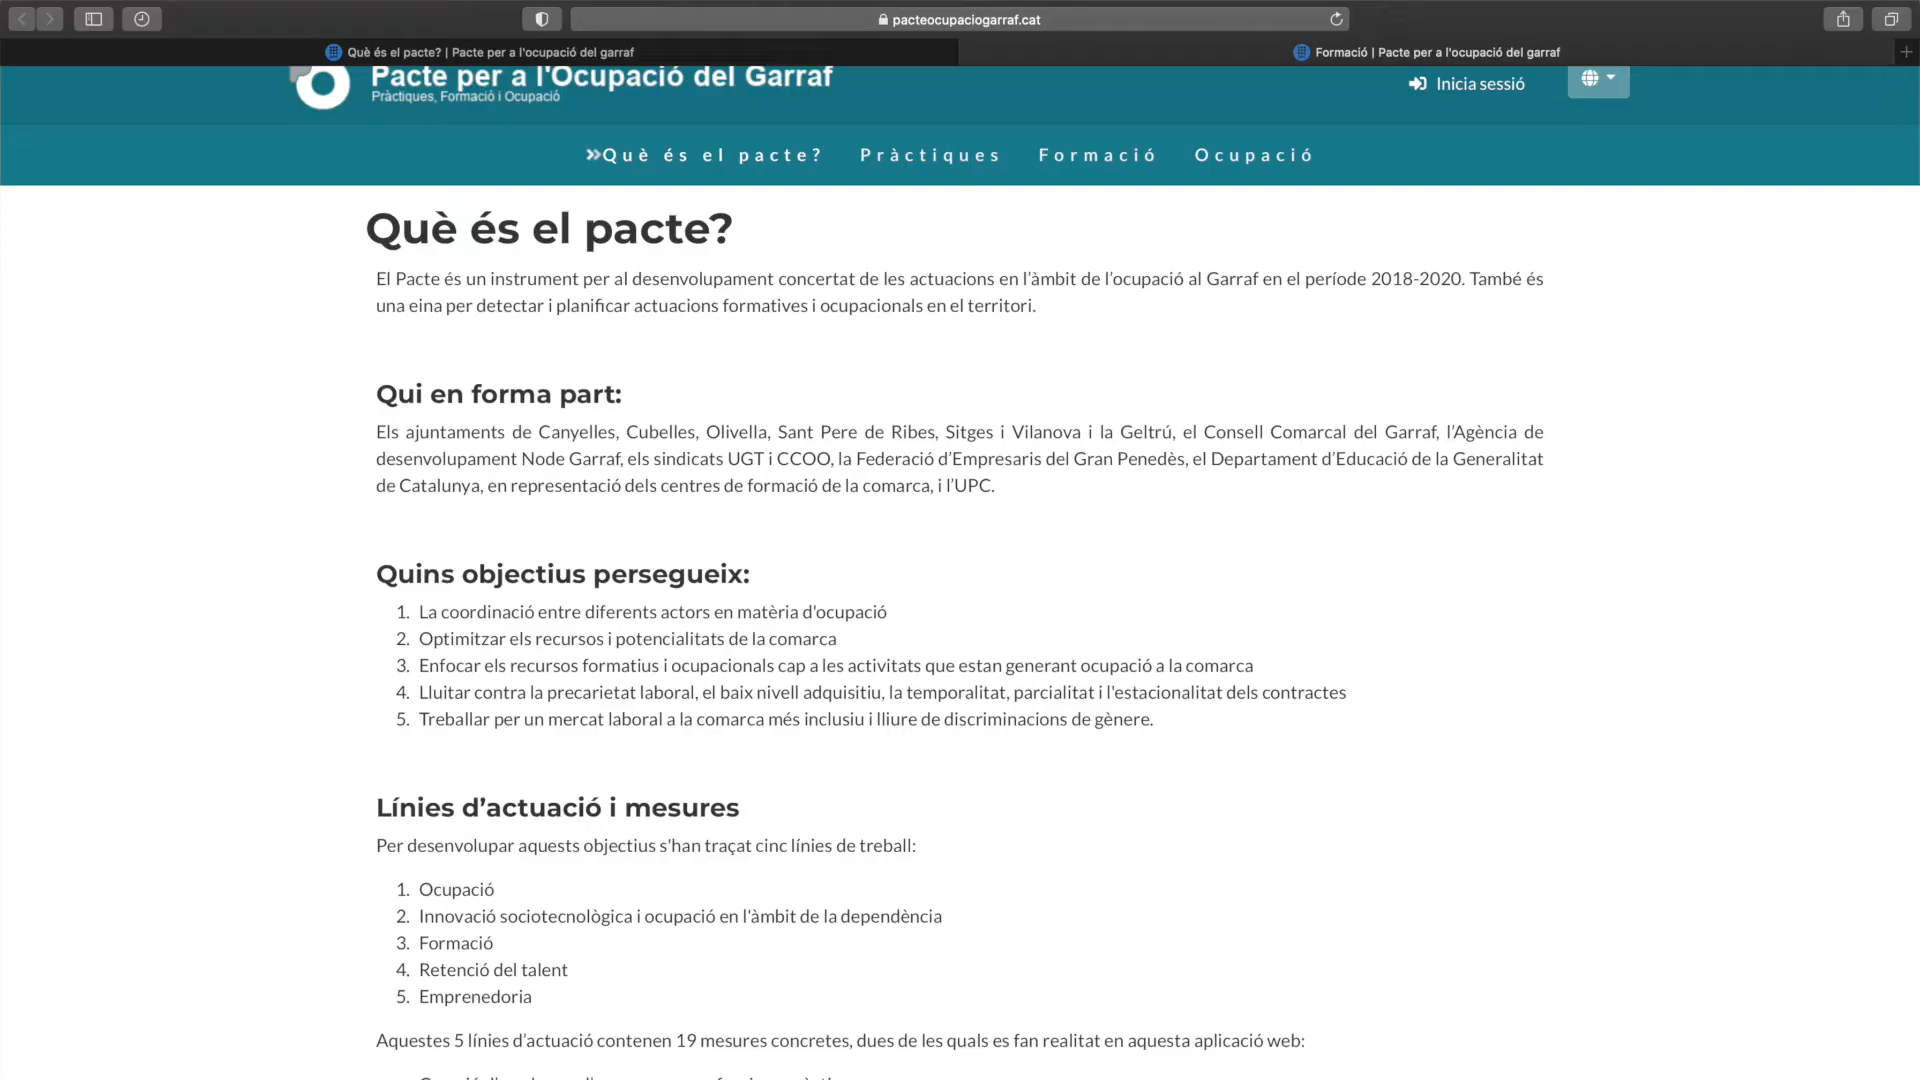 pacteocupaciogarraf.cat
Què és el pacte? | Pacte per a l'ocupació del garraf
Formació | Pacte per a l'ocupació del garraf
Pacte per a l'Ocupació del Garraf
Pràctiques, Formació i Ocupació
Inicia sessió
Què és el pacte? Pràctiques Formació Ocupació
Què és el pacte?
El Pacte és un instrument per al desenvolupament concertat de les actuacions en l’àmbit de l’ocupació al Garraf en el període 2018-2020. També és
una eina per detectar i planificar actuacions formatives i ocupacionals en el territori.
Qui en forma part:
Els ajuntaments de Canyelles, Cubelles, Olivella, Sant Pere de Ribes, Sitges i Vilanova i la Geltrú, el Consell Comarcal del Garraf, l’Agència de
desenvolupament Node Garraf, els sindicats UGT i CCOO, la Federació d’Empresaris del Gran Penedès, el Departament d’Educació de la Generalitat
de Catalunya, en representació dels centres de formació de la comarca, i l’UPC.
Quins objectius persegueix:
1. La coordinació entre diferents actors en matèria d'ocupació
2. Optimitzar els recursos i potencialitats de la comarca
3. Enfocar els recursos formatius i ocupacionals cap a les activitats que estan generant ocupació a la comarca
4. Lluitar contra la precarietat laboral, el baix nivell adquisitiu, la temporalitat, parcialitat i l'estacionalitat dels contractes
5. Treballar per un mercat laboral a la comarca més inclusiu i lliure de discriminacions de gènere.
Línies d’actuació i mesures
Per desenvolupar aquests objectius s'han traçat cinc línies de treball:
1. Ocupació
2. Innovació sociotecnològica i ocupació en l'àmbit de la dependència
3. Formació
4. Retenció del talent
5. Emprenedoria
Aquestes 5 línies d’actuació contenen 19 mesures concretes, dues de les quals es fan realitat en aquesta aplicació web: